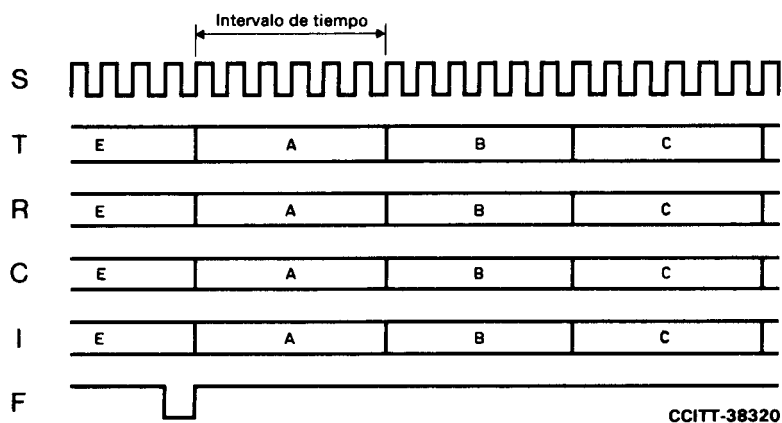 Intervalo de tiempo
S
T E A B C
R E A B C
C E A B C
I E A B C
F
CCITT-38320